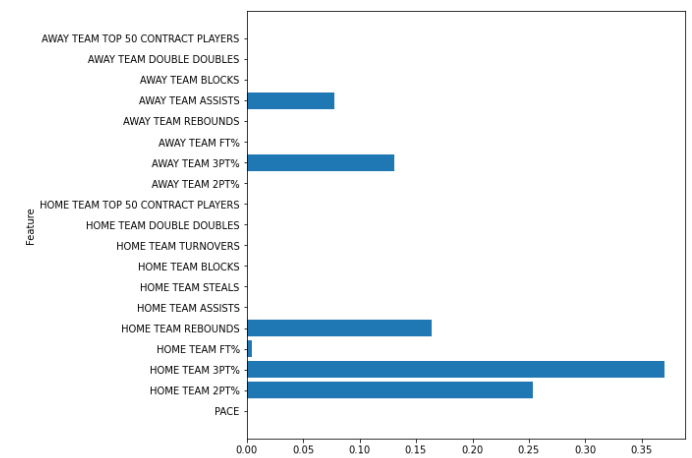 AWAY TEAM TOP 50 CONTRACT PLAYERS
AWAY TEAM DOUBLE DOUBLES
AWAY TEAM BLOCKS
AWAY TEAM ASSISTS
AWAY TEAM REBOUNDS
AWAY TEAM FT%
AWAY TEAM 3PT%
AWAY TEAM 2PT%
HOME TEAM TOP 50 CONTRACT PLAYERS
HOME TEAM DOUBLE DOUBLES
HOME TEAM TURNOVERS
HOME TEAM BLOCKS
HOME TEAM STEALS
HOME TEAM ASSISTS
HOME TEAM REBOUNDS
HOME TEAM FT%
HOME TEAM 3PT%
HOME TEAM 2PT%
PACE
Feature
0.00 0.05 0.10 0.15 0.20 0.25 0.30 0.35